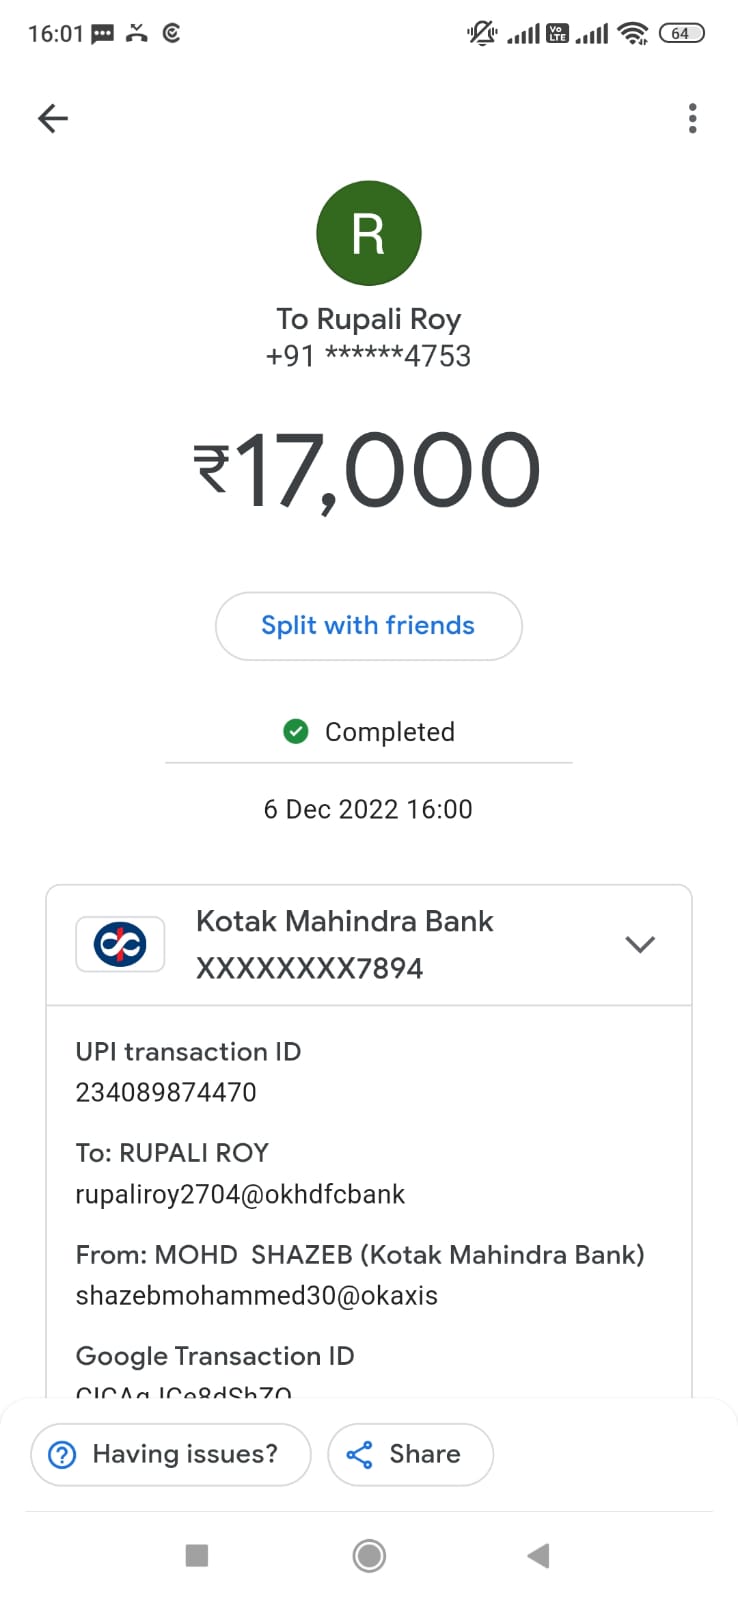 16:01
VO
LTE
64
R
To Rupali Roy
+91 ******4753
₹17,000
Split with friends
Completed
6 Dec 2022 16:00
Kotak Mahindra Bank
XXXXXXXX7894
UPI transaction ID
234089874470
To: RUPALI ROY
rupaliroy2704@okhdfcbank
From: MOHD SHAZEB (Kotak Mahindra Bank)
shazebmohammed30@okaxis
Google Transaction ID
Having issues?
Share